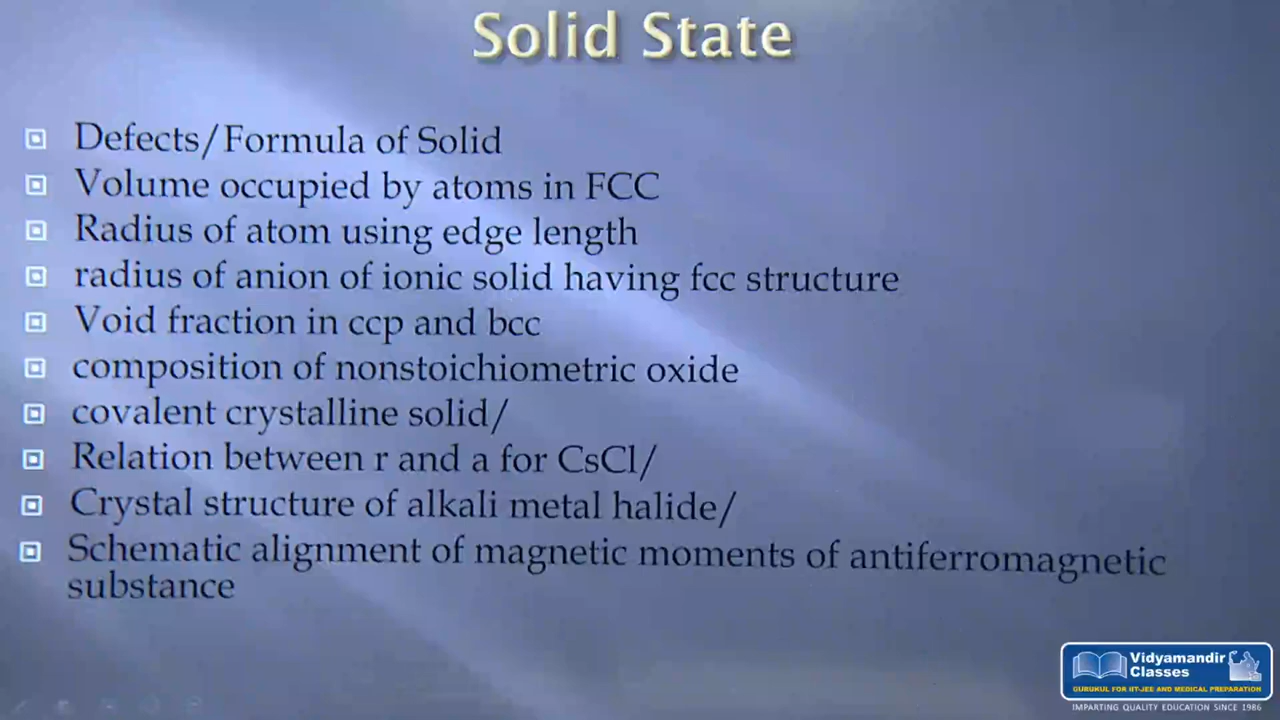 Solid State
Defects/Formula of Solid
Volume occupied by atoms in FCC
Radius of atom using edge length
radius of anion of ionic solid having fcc structure
Void fraction in ccp and bcc
composition of nonstoichiometric oxide
covalent crystalline solid/
Relation between r and a for CsCl/
Crystal structure of alkali metal halide/
Schematic alignment of magnetic moments of antiferromagnetic
substance
Vidyamandir
Classes
GURUKUL FOR IIT-JEE AND MEDICAL PREPARATION
IMPARTING QUALITY EDUCATION SINCE 1986